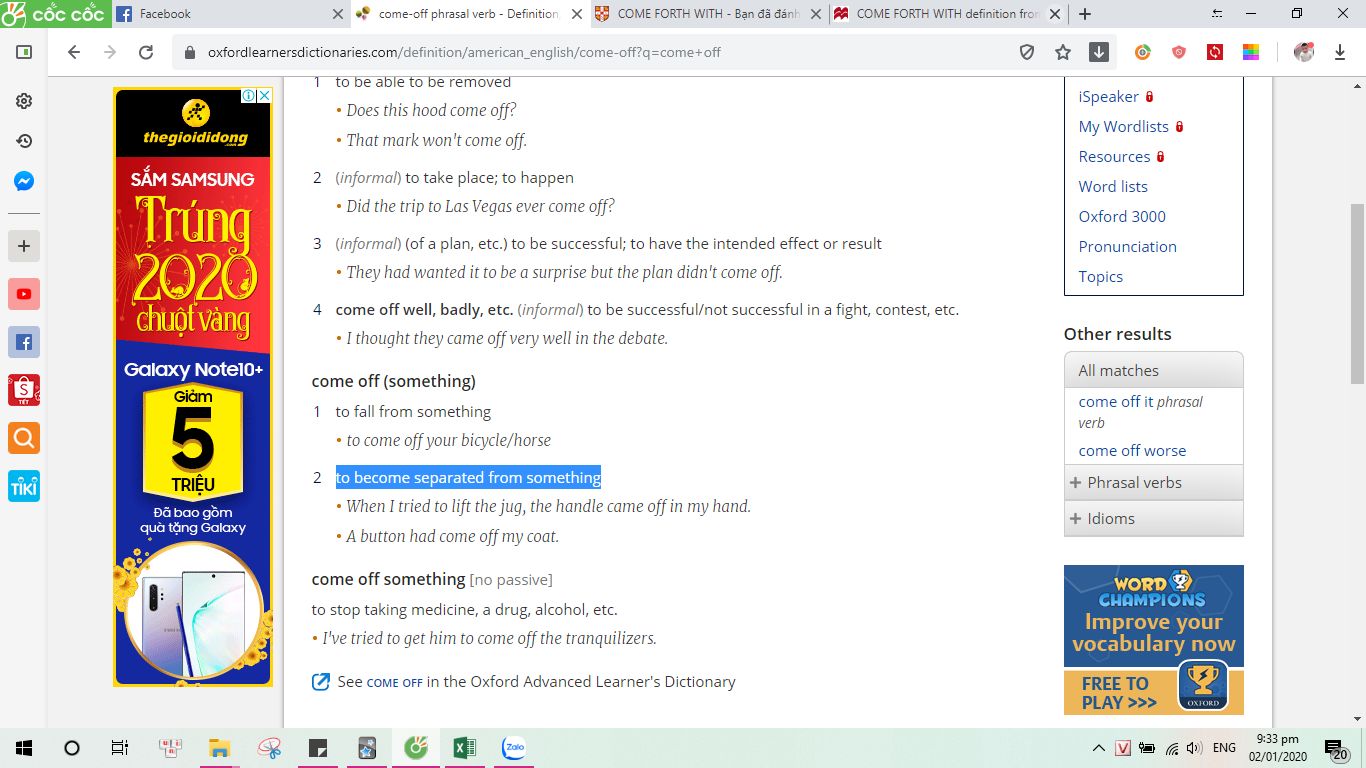 cốc cốc
Facebook
come-off phrasal verb - Definition,
COME FORTH WITH - Bạn đã đánh
COME FORTH WITH definition from
oxfordlearnersdictionaries.com/definition/american_english/come-off?q=come+off
thegioididong
.com
SẮM SAMSUNG
Trúng
2020
chuột vàng
Galaxy Note10+
Giảm
5
TRIỆU
Đã bao gồm
quà tặng Galaxy
TẾT
TIKI
1 to be able to be removed
• Does this hood come off?
• That mark won't come off.
2 (informal) to take place; to happen
• Did the trip to Las Vegas ever come off?
3 (informal) (of a plan, etc.) to be successful; to have the intended effect or result
• They had wanted it to be a surprise but the plan didn't come off.
4 come off well, badly, etc. (informal) to be successful/not successful in a fight, contest, etc.
• I thought they came off very well in the debate.
come off (something)
1 to fall from something
• to come off your bicycle/horse
2 to become separated from something
• When I tried to lift the jug, the handle came off in my hand.
• A button had come off my coat.
come off something [no passive]
to stop taking medicine, a drug, alcohol, etc.
• I've tried to get him to come off the tranquilizers.
See COME OFF in the Oxford Advanced Learner's Dictionary
iSpeaker
My Wordlists
Resources
Word lists
Oxford 3000
Pronunciation
Topics
Other results
All matches
come off it phrasal
verb
come off worse
+ Phrasal verbs
+ Idioms
WORD
CHAMPIONS
Improve your
vocabulary now
FREE TO
PLAY >>>
OXFORD
Zalo
V
ENG
9:33 pm
02/01/2020
20